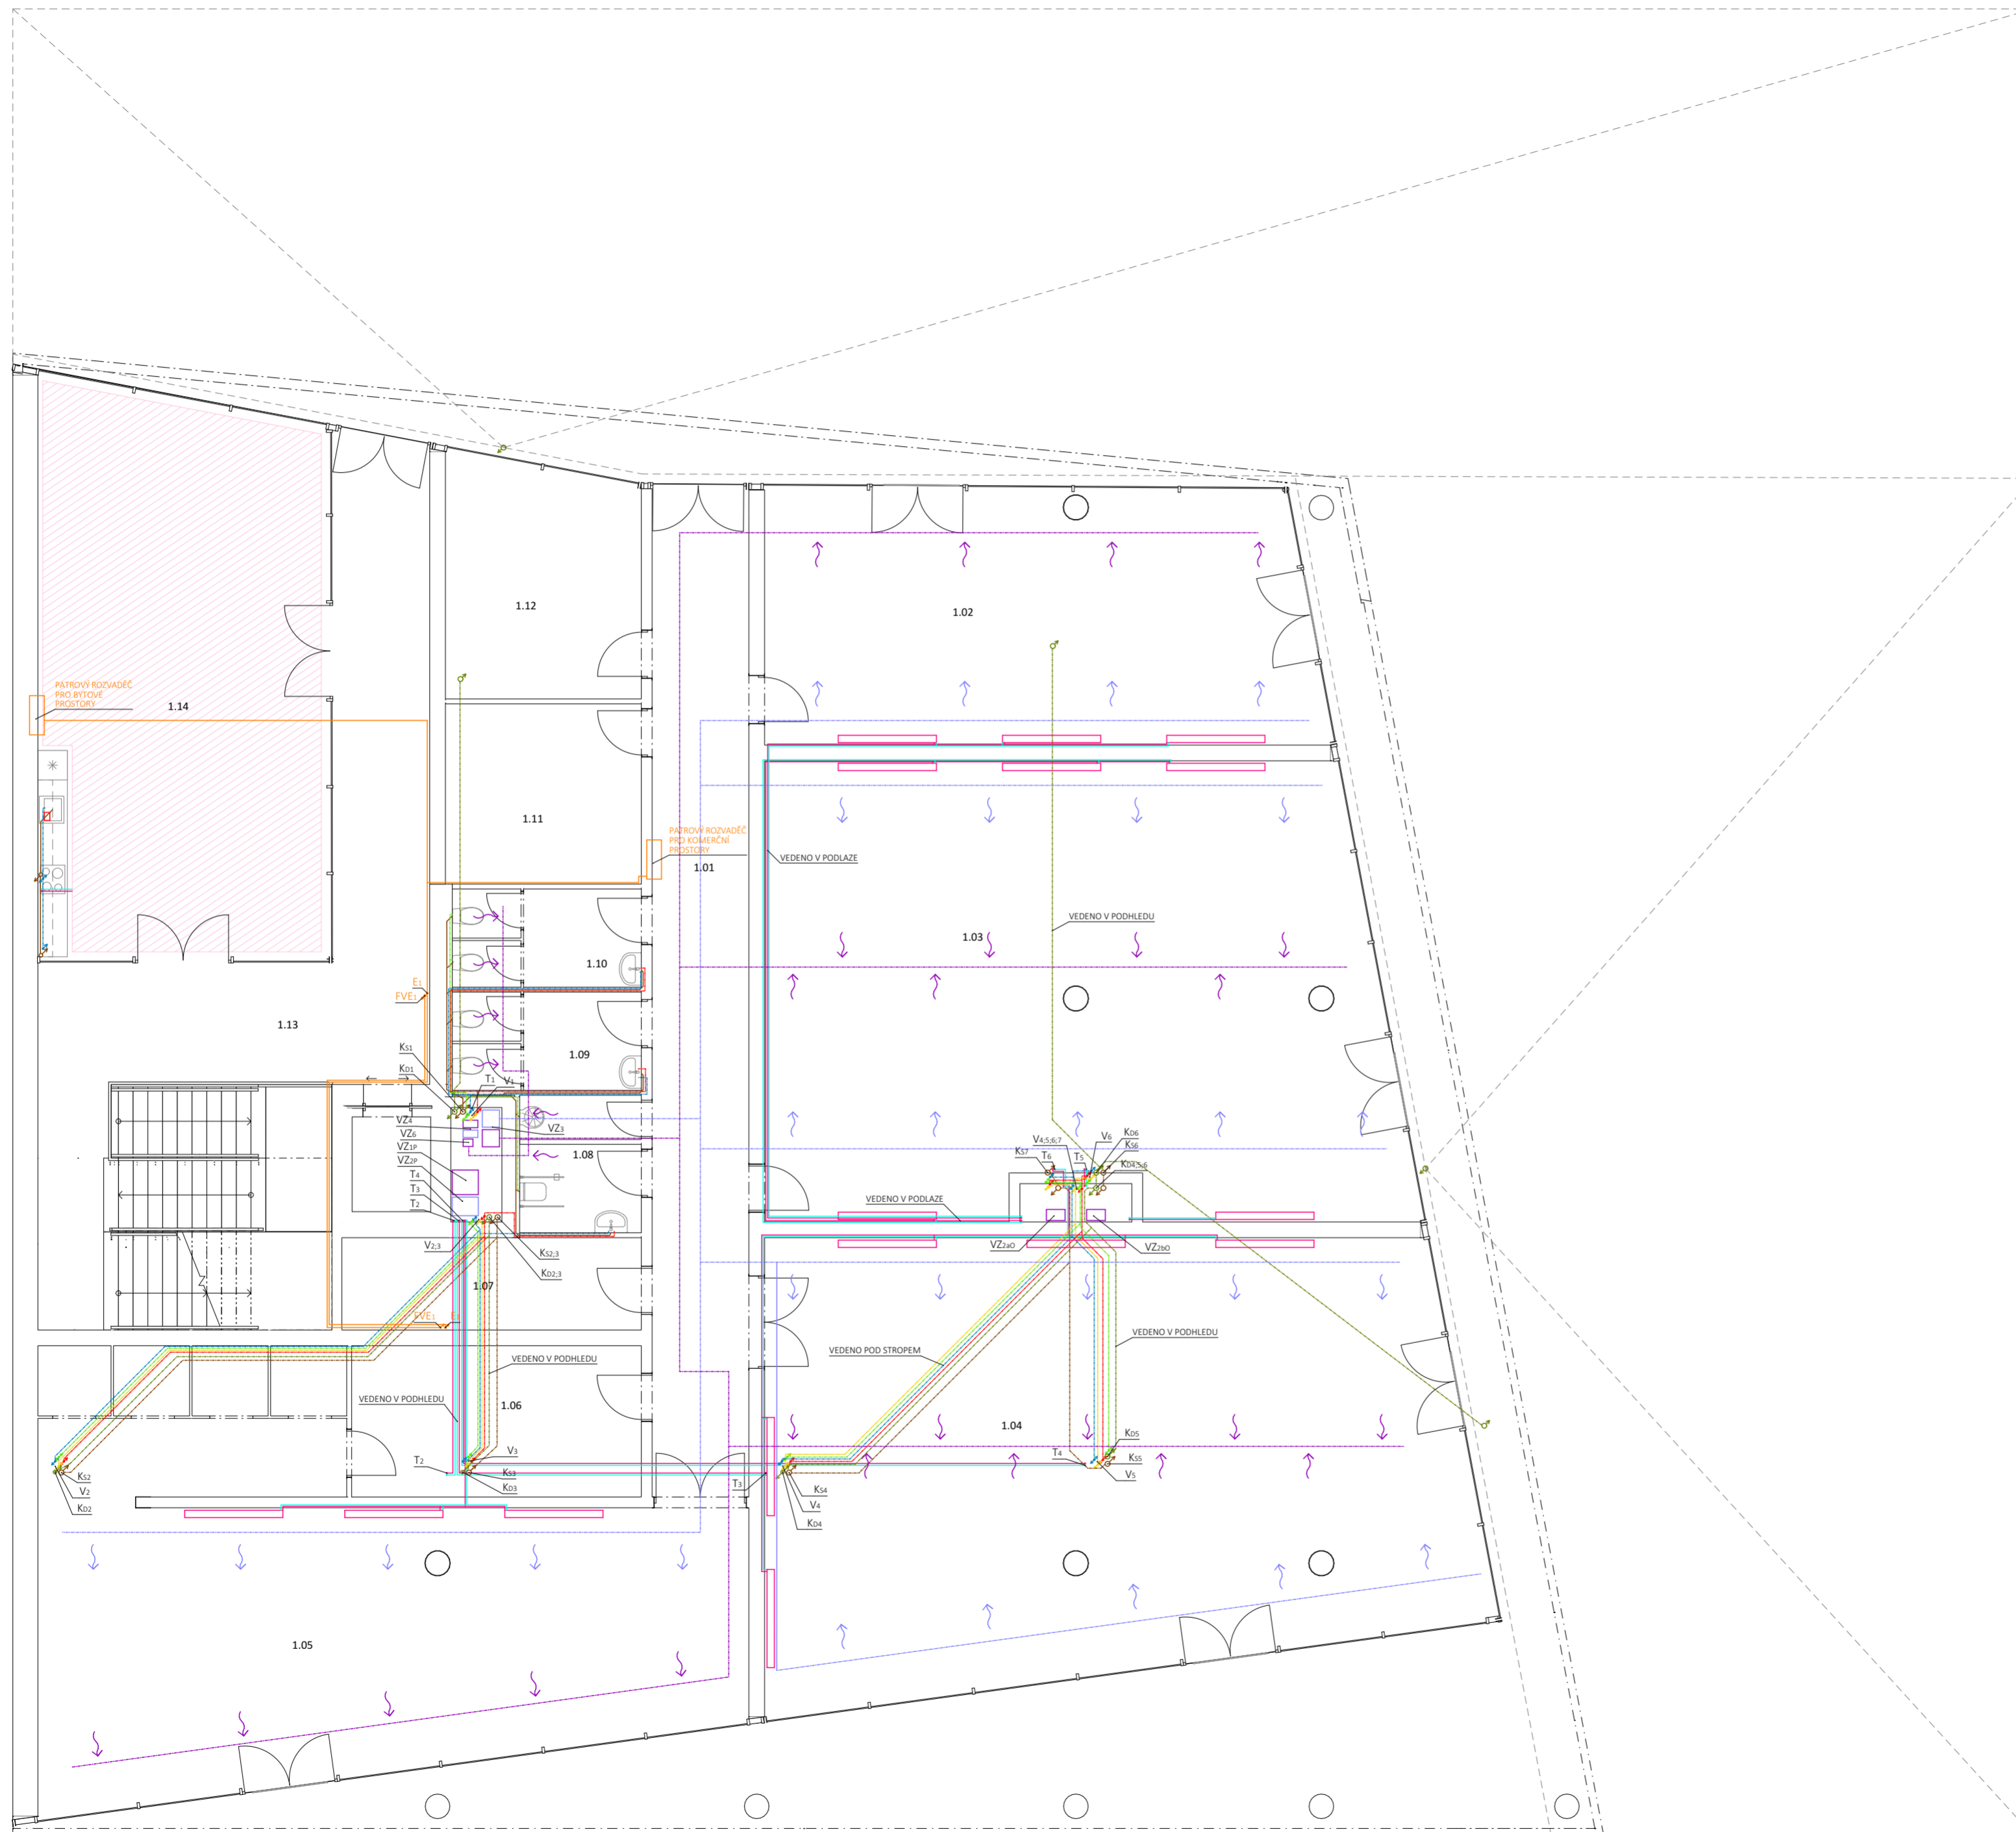 1.12
1.02
PATROVÝ ROZVADĚČ
PRO BYTOVÉ
PROSTORY
1.14
1.11
PATROVÝ ROZVADĚČ
PRO KOMERČNÍ
PROSTORY
1.01
VEDENO V PODLAZE
VEDENO V PODHLEDU
1.03
1.10
E1
FVE1
1.13
1.09
KS1
KD1
T1
V1
VZ4
VZ3
VZ6
VZ1P
VZ2P
1.08
T4
T3
T2
V2;3
KS2;3
KD2;3
KS7
T6
V4;5;6;7
T5
V6
KD6
KS6
KD4;5;6
VEDENO V PODLAZE
VZ2aO
VZ2bO
1.07
FVE1
VEDENO V PODHLEDU
VEDENO V PODHLEDU
1.06
VEDENO POD STROPEM
VEDENO V PODHLEDU
1.04
V3
T2
KS3
KD3
KS2
V2
KD2
T3
KS4
V4
KD4
T4
KD5
KS5
V5
1.05